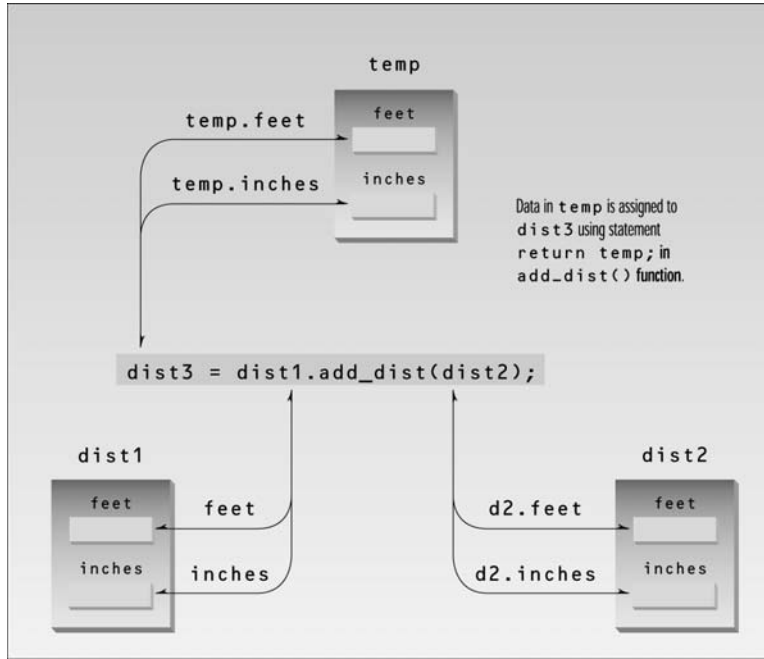 temp
feet
temp.feet
inches
temp.inches
Data in temp is assigned to
dist3 using statement
return temp; in
add_dist() function.
dist3 = dist1.add_dist(dist2);
dist1
feet
feet
inches
inches
dist2
feet
d2.feet
inches
d2.inches